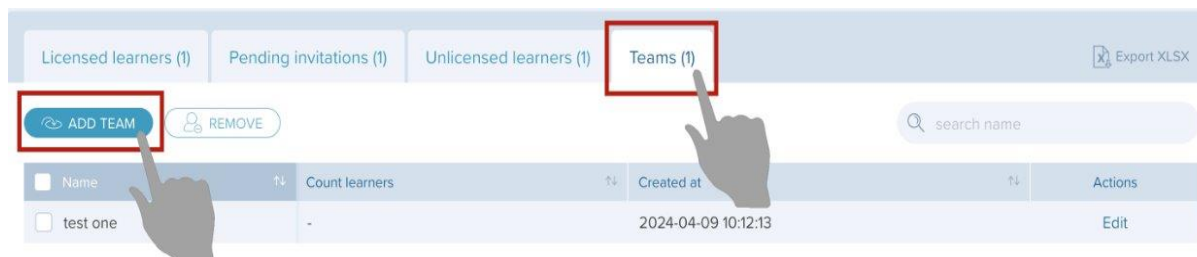 Licensed learners (1) Pending invitations (1) Unlicensed learners (1) Teams (1) Export XLSX
ADD TEAM REMOVE search name
Name Count learners Created at Actions
test one - 2024-04-09 10:12:13 Edit